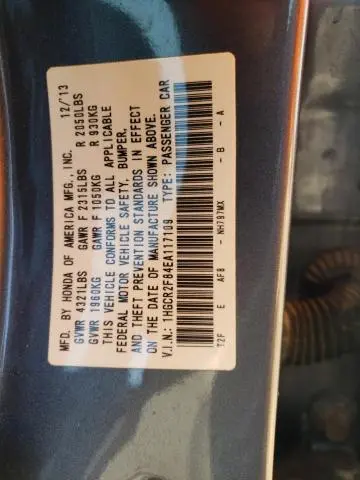 MFD. BY HONDA OF AMERICA MFG., INC. 12/13
GVWR 4321LBS GAWR F 2315LBS R 2050LBS
GVWR 1960KG GAWR F 1050KG R 930KG
THIS VEHICLE CONFORMS TO ALL APPLICABLE
FEDERAL MOTOR VEHICLE SAFETY, BUMPER,
AND THEFT PREVENTION STANDARDS IN EFFECT
ON THE DATE OF MANUFACTURE SHOWN ABOVE.
V.I.N.: 1HGCR2F84EA117109 TYPE: PASSENGER CAR
T2F E AF8 - NH797MX - B - A